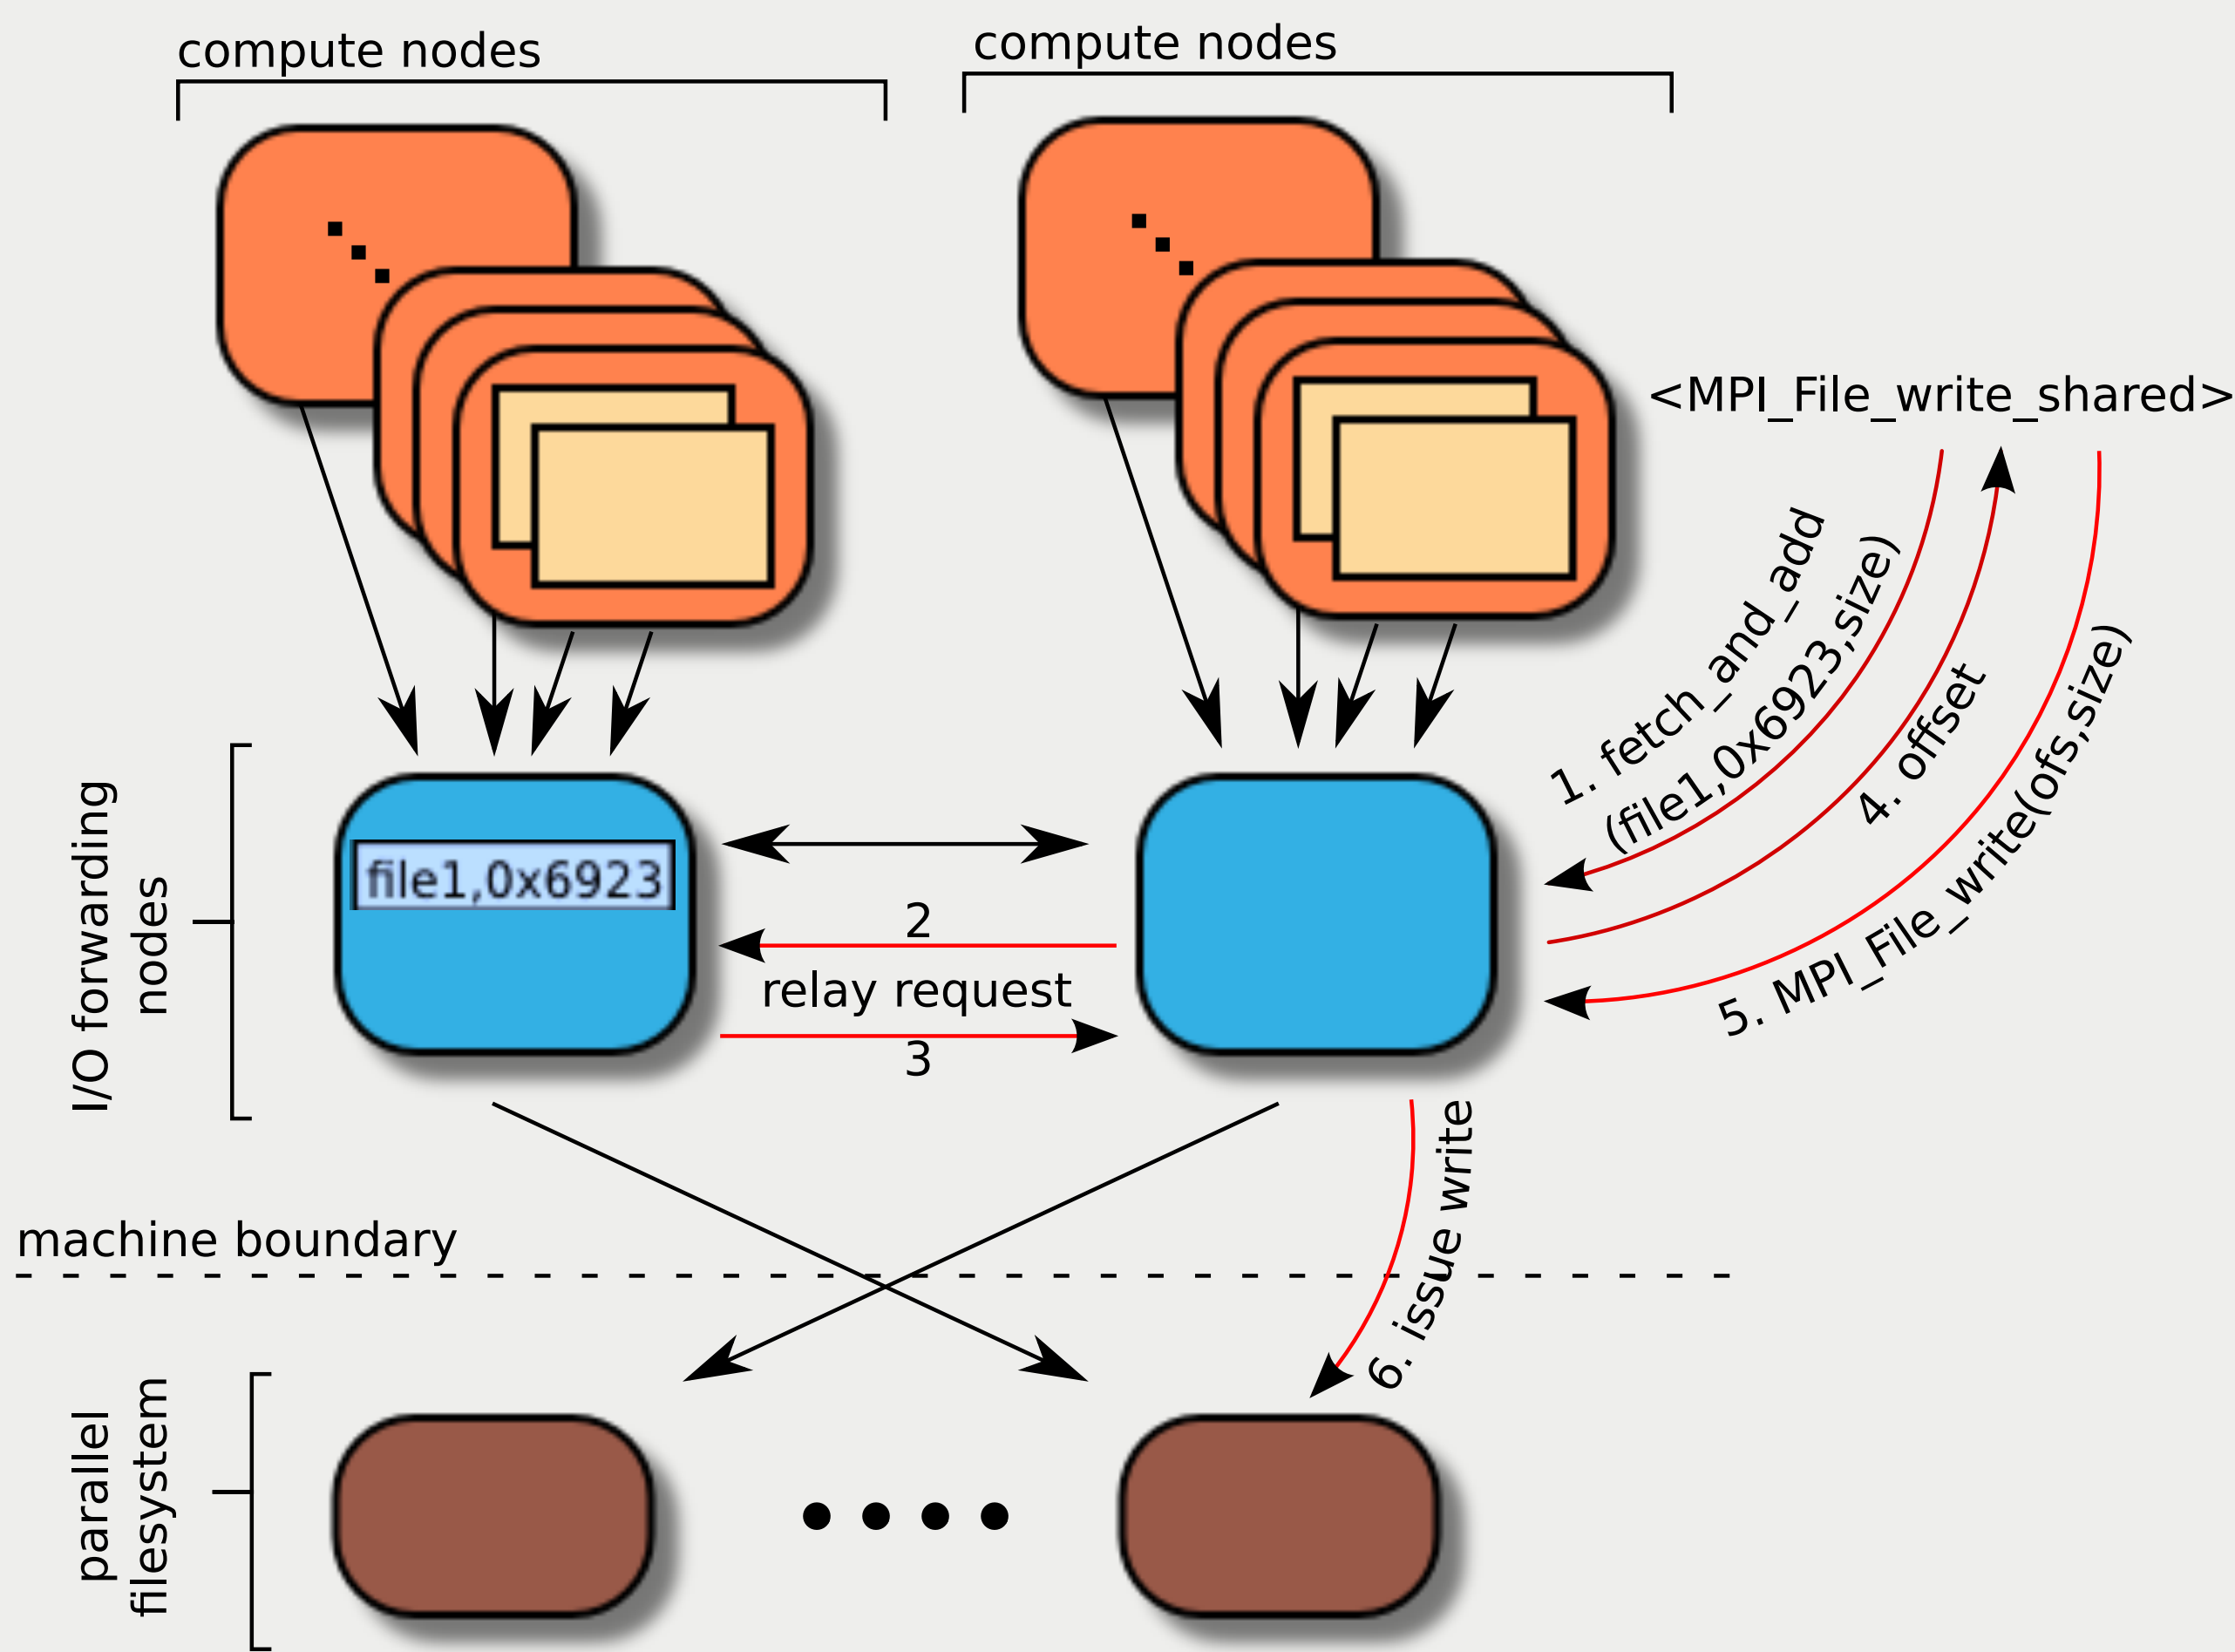 compute nodes
compute nodes
<MPI_File_write_shared>
1. fetch_and_add
(file1,0x6923,size)
4. offset
5. MPI_File_write(ofs,size)
I/O forwarding
nodes
file1,0x6923
2
relay request
3
6. issue write
machine boundary
parallel
filesystem